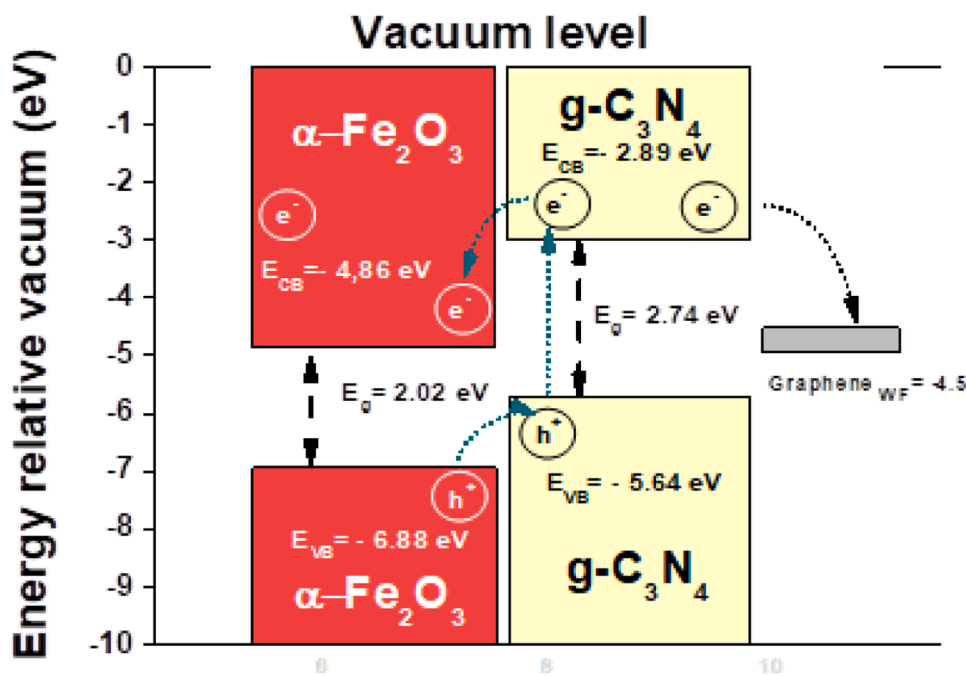 Vacuum level
Energy relative vacuum (eV)
0
-1
-2
-3
-4
-5
-6
-7
-8
-9
-10
α–Fe2O3
e-
ECB=- 4,86 eV
e-
Eg= 2.02 eV
h+
EVB= - 6.88 eV
α–Fe2O3
g-C3N4
ECB=- 2.89 eV
e-
e-
Eg= 2.74 eV
h+
EVB= - 5.64 eV
g-C3N4
Graphene WF= -4.5
6
8
10